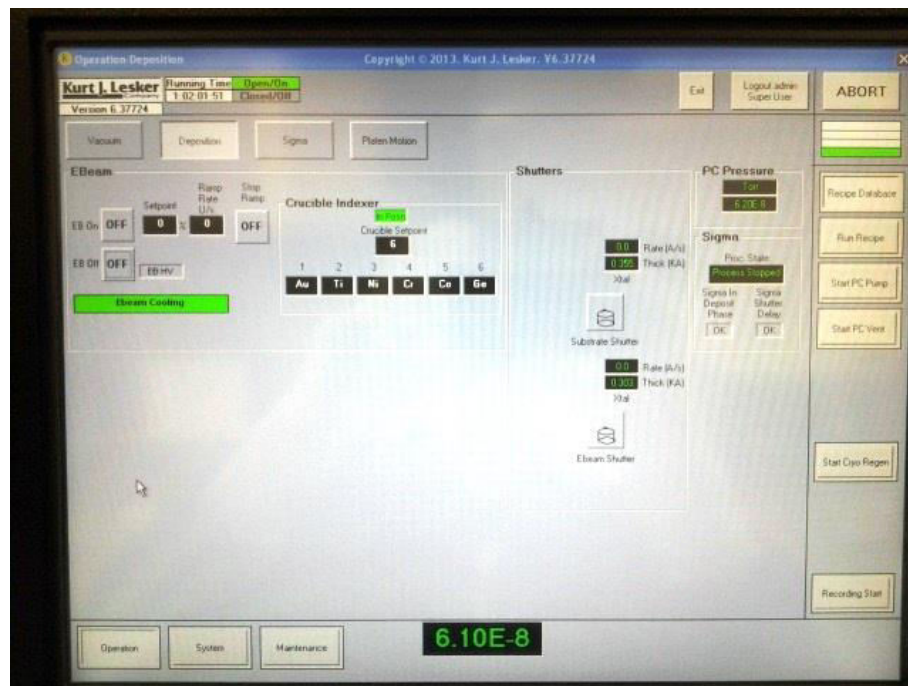 Operation Deposition
Copyright © 2013. Kurt J. Lesker. V6.37724
Kurt J. Lesker
Company
Version 6.37724
Running Time
1-02:01:51
Open/On
Closed/Off
Exit
Logout admin
Super User
ABORT
Vacuum
Deposition
Sigma
Platen Motion
EBeam
Setpoint
Ramp
Rate
U/s
Stop
Ramp
EB On
OFF
0
%
0
OFF
EB Off
OFF
EB HV
Ebeam Cooling
Crucible Indexer
In Posn
Crucible Setpoint
6
1 2 3 4 5 6
Au Ti Ni Cr Co Ge
Shutters
0.0 Rate (A/s)
0.355 Thick (KA)
Xtal
Substrate Shutter
0.0 Rate (A/s)
0.303 Thick (KA)
Xtal
Ebeam Shutter
PC Pressure
Torr
6.20E-8
Sigma
Proc. State
Process Stopped
Sigma In
Deposit
Phase
OK
Sigma
Shutter
Delay
OK
Recipe Database
Run Recipe
Start PC Pump
Start PC Vent
Start Cryo Regen
Recording Start
Operation
System
Maintenance
6.10E-8